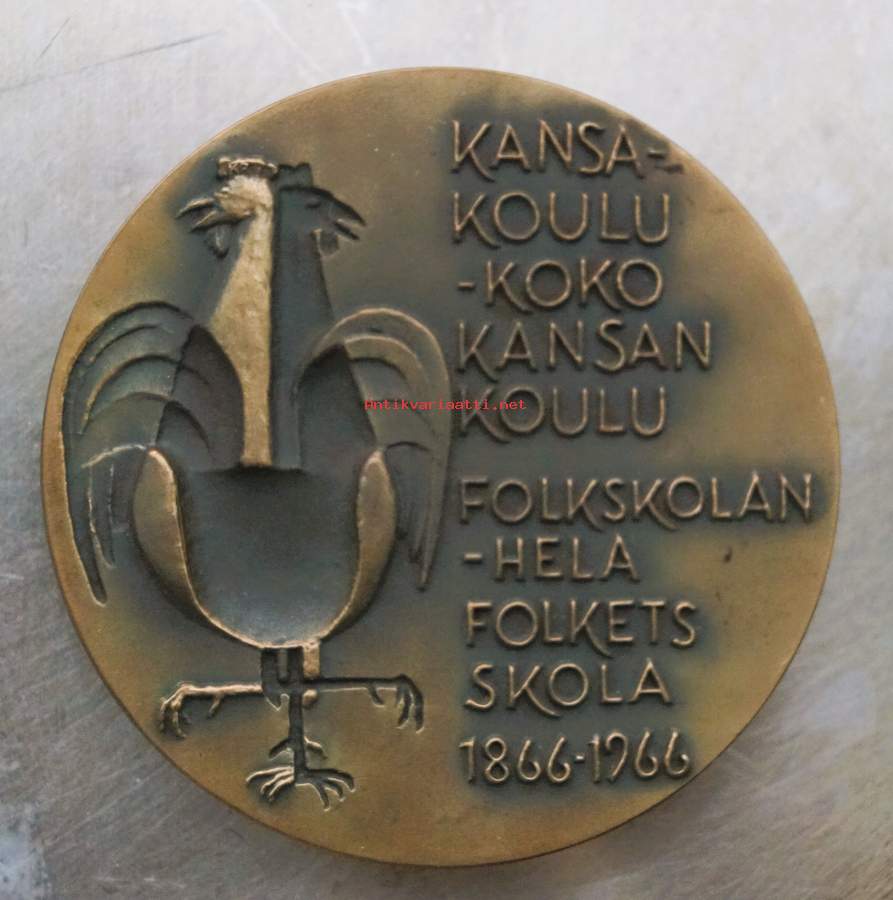 KANSA-
KOULU
-KOKO
KANSAN
KOULU
FOLKSKOLAN
-HELA
FOLKETS
SKOLA
1866-1966
Antikvariaatti.net